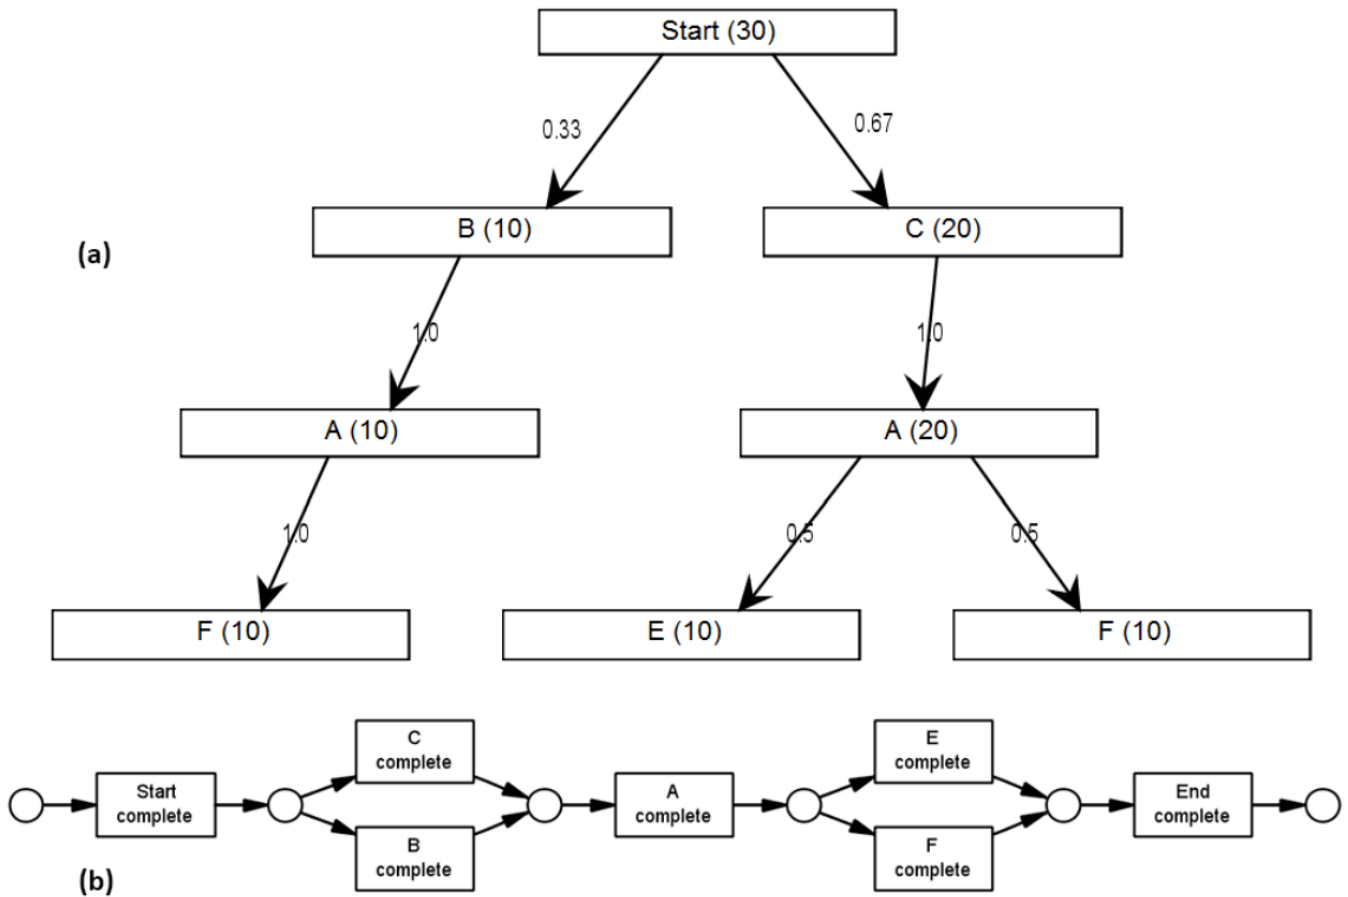 Start (30)
0.33
0.67
B (10)
C (20)
(a)
1.0
1.0
A (10)
A (20)
1.0
0.5
0.5
F (10)
E (10)
F (10)
C
complete
E
complete
Start
complete
A
complete
End
complete
B
complete
F
complete
(b)